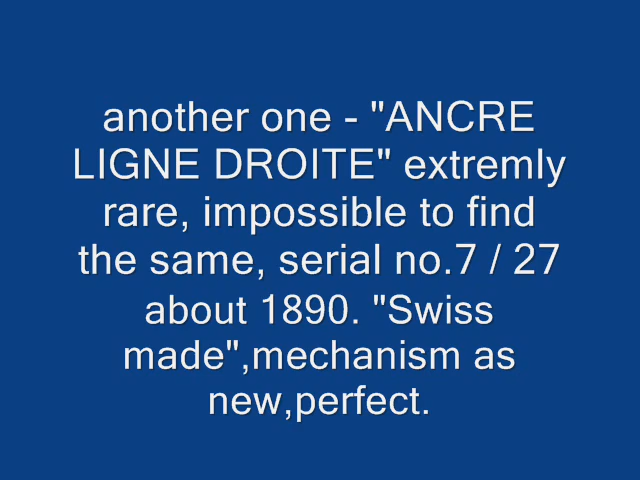 another one - "ANCRE
LIGNE DROITE" extremly
rare, impossible to find
the same, serial no.7 / 27
about 1890. "Swiss
made",mechanism as
new,perfect.